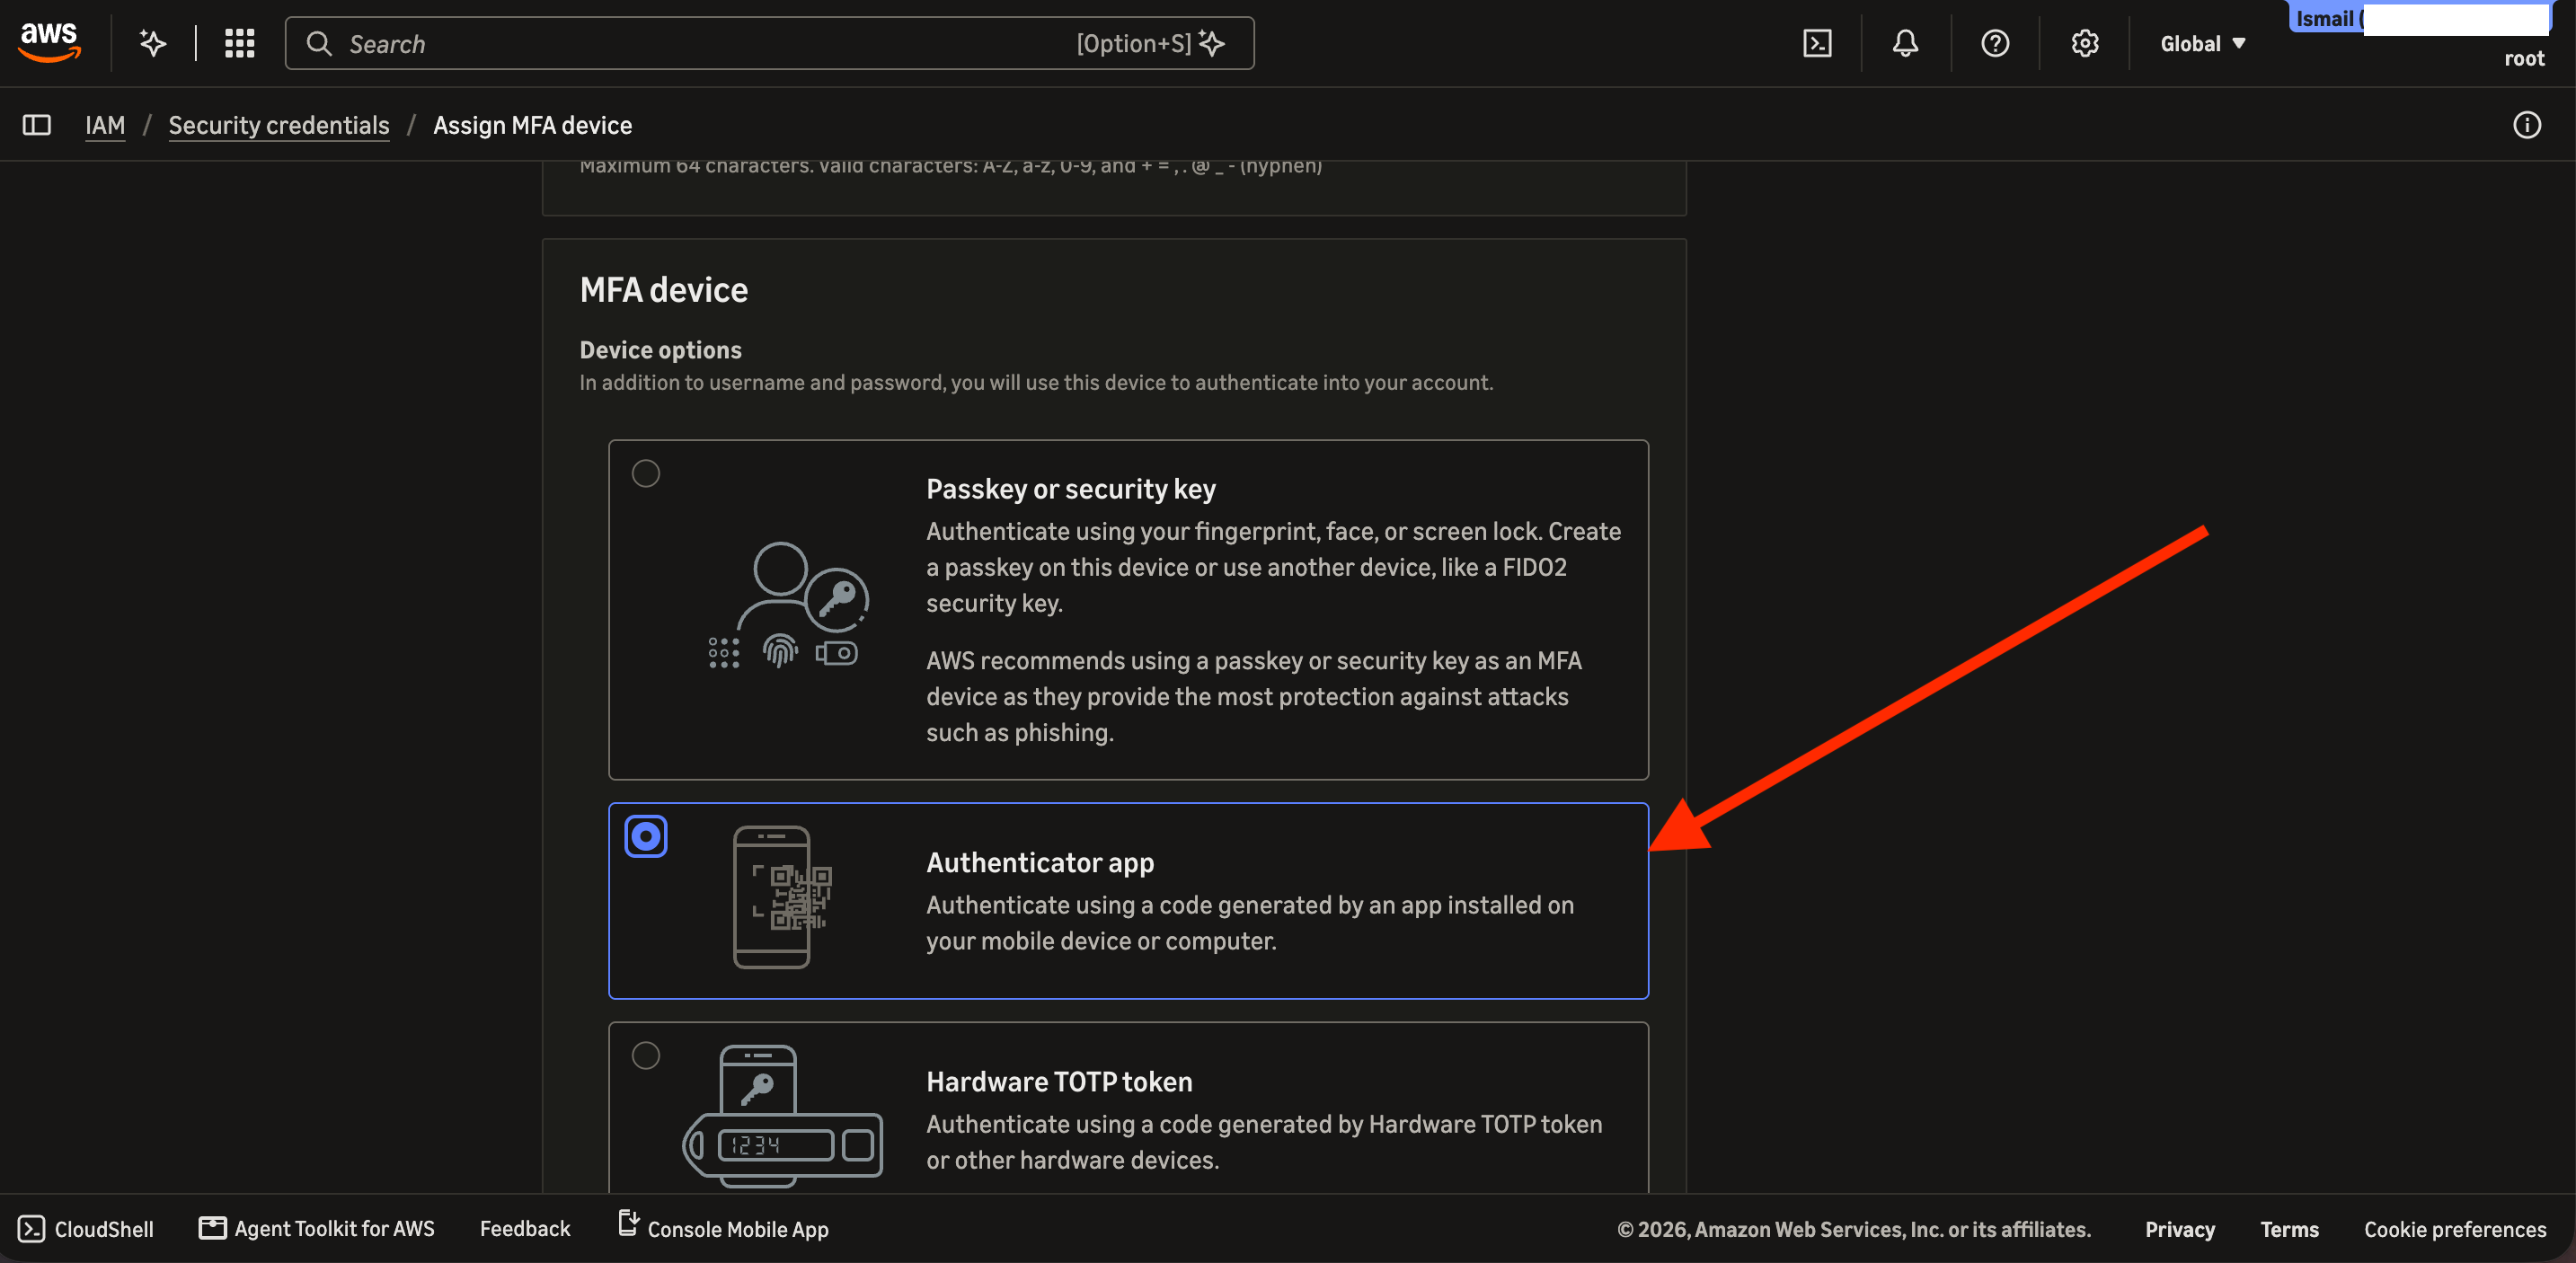 aws
Search
[Option+S]
Global
Ismail (
root
IAM / Security credentials / Assign MFA device
Maximum 64 characters. Valid characters: A-Z, a-z, 0-9, and + = , . @ _ - (hyphen)
MFA device
Device options
In addition to username and password, you will use this device to authenticate into your account.
Passkey or security key
Authenticate using your fingerprint, face, or screen lock. Create
a passkey on this device or use another device, like a FIDO2
security key.
AWS recommends using a passkey or security key as an MFA
device as they provide the most protection against attacks
such as phishing.
Authenticator app
Authenticate using a code generated by an app installed on
your mobile device or computer.
Hardware TOTP token
1234
Authenticate using a code generated by Hardware TOTP token
or other hardware devices.
CloudShell
Agent Toolkit for AWS
Feedback
Console Mobile App
© 2026, Amazon Web Services, Inc. or its affiliates.
Privacy
Terms
Cookie preferences